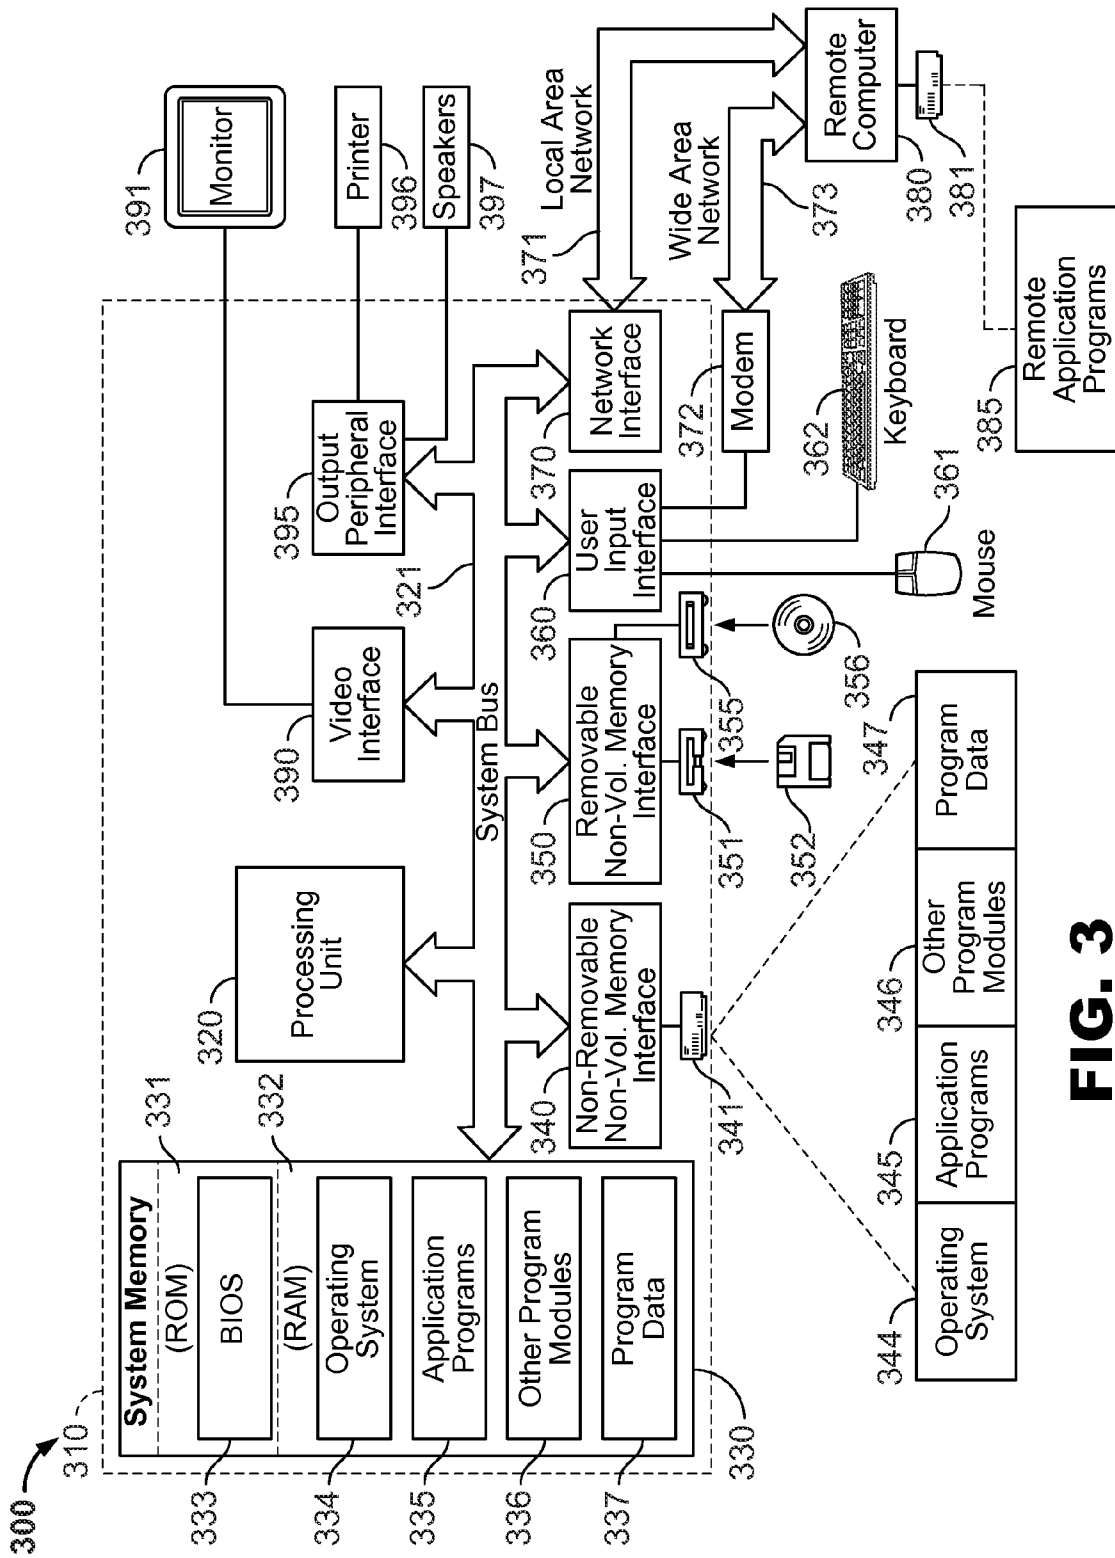 300
310
System Memory
(ROM)
331
BIOS
333
(RAM)
332
Operating
System
334
Application
Programs
335
Other Program
Modules
336
Program
Data
337
330
320
Processing
Unit
390
Video
Interface
395
Output
Peripheral
Interface
391
Monitor
Printer
396
Speakers
397
321
System Bus
340
Non-Removable
Non-Vol. Memory
Interface
350
Removable
Non-Vol. Memory
Interface
360
User
Input
Interface
370
Network
Interface
371
Local Area
Network
Wide Area
Network
373
372
Modem
341
351
355
352
356
Mouse
361
362
Keyboard
Remote
Computer
380
381
385
Remote
Application
Programs
344
Operating
System
345
Application
Programs
346
Other
Program
Modules
347
Program
Data
FIG. 3